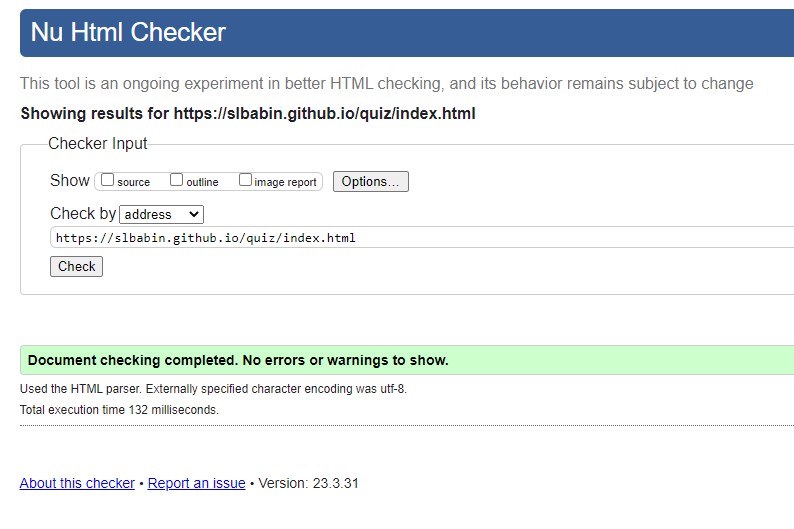 Nu Html Checker
This tool is an ongoing experiment in better HTML checking, and its behavior remains subject to change
Showing results for https://slbabin.github.io/quiz/index.html
Checker Input
Show source outline image report Options...
Check by address
https://slbabin.github.io/quiz/index.html
Check
Document checking completed. No errors or warnings to show.
Used the HTML parser. Externally specified character encoding was utf-8.
Total execution time 132 milliseconds.
About this checker • Report an issue • Version: 23.3.31